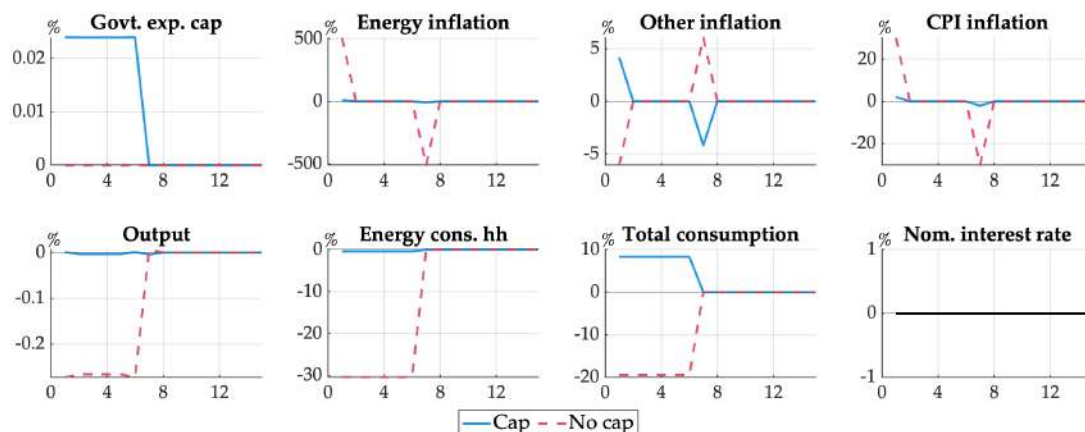 Govt. exp. cap Energy inflation Other inflation CPI inflation
% % % %
0.02 0.01 0
500 0 -500
5 0 -5
20 0 -20
0 4 8 12 0 4 8 12 0 4 8 12 0 4 8 12
Output Energy cons. hh Total consumption Nom. interest rate
% % % %
0 -0.1 -0.2
0 -10 -20 -30
10 0 -10 -20
1 0 -1
0 4 8 12 0 4 8 12 0 4 8 12 0 4 8 12
Cap No cap